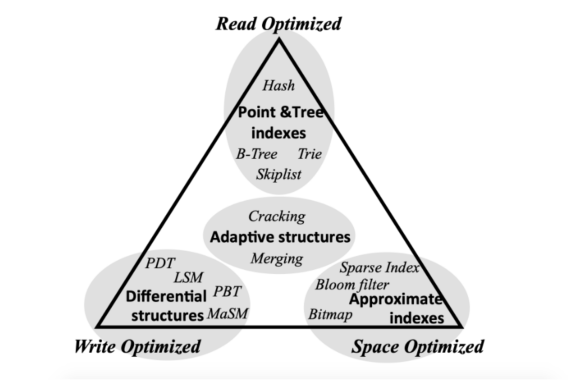 Read Optimized
Hash
Point &Tree
indexes
B-Tree Trie
Skiplist
Cracking
Adaptive structures
Merging
PDT
LSM
PBT
Differential
structures
MaSM
Sparse Index
Bloom filter
Approximate
Bitmap
indexes
Write Optimized
Space Optimized